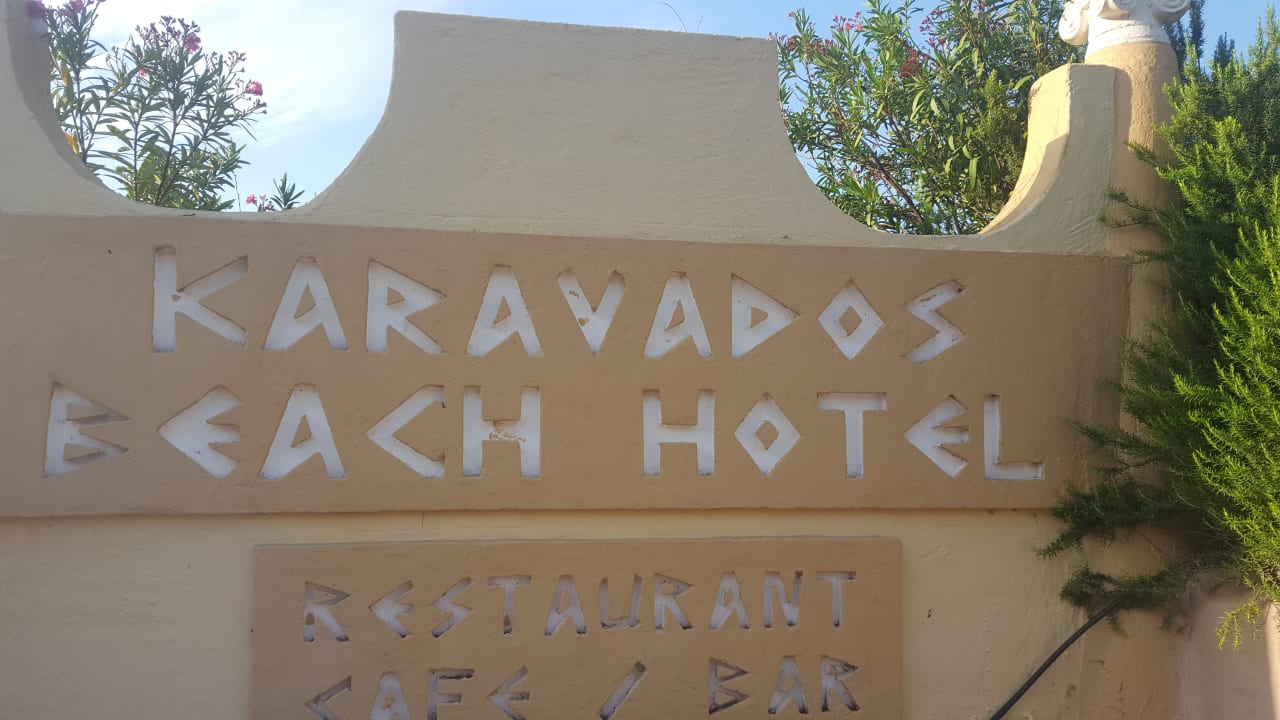 KARAVADOS
BEACH HOTEL
RESTAURANT
CAFE / BAR